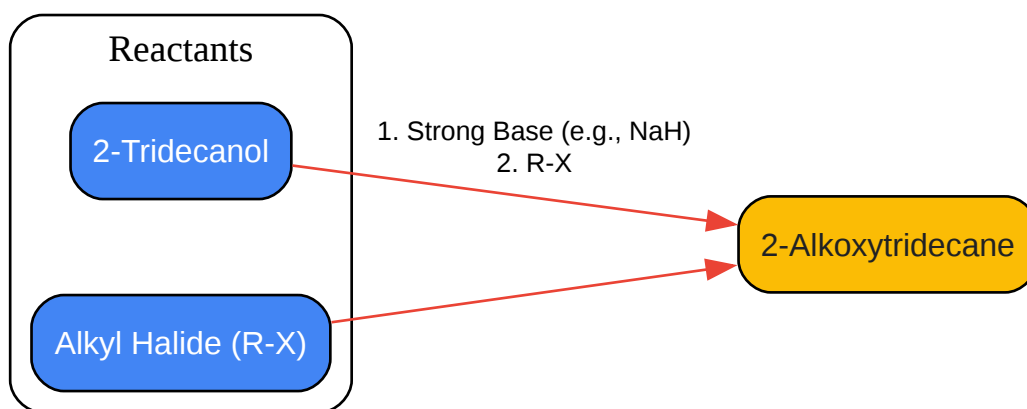 Reactants
2-Tridecanol
1. Strong Base (e.g., NaH)
2. R-X
2-Alkoxytridecane
Alkyl Halide (R-X)